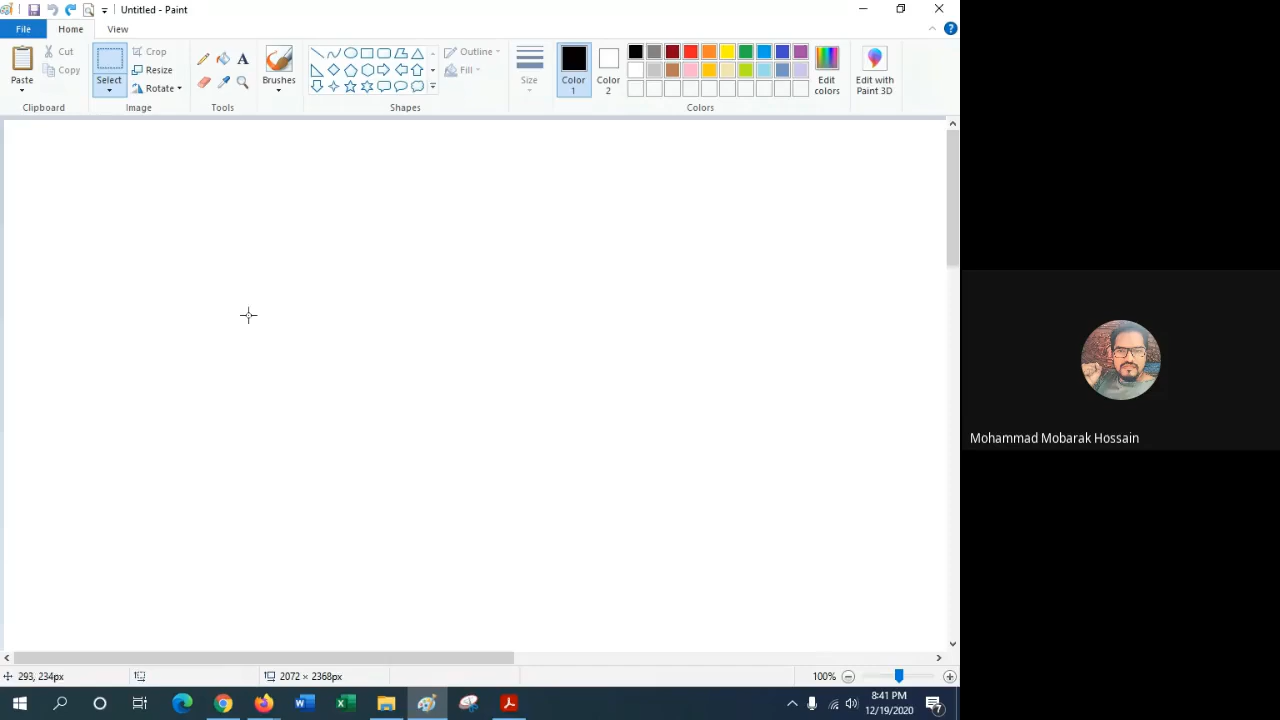 Untitled - Paint
File
Home
View
Paste
Cut
Copy
Clipboard
Select
Crop
Resize
Rotate
Image
A
Tools
Brushes
Shapes
Outline
Fill
Size
Color
1
Color
2
Edit
colors
Colors
Edit with
Paint 3D
Mohammad Mobarak Hossain
293, 234px
2072 × 2368px
100%
8:41 PM
12/19/2020
7